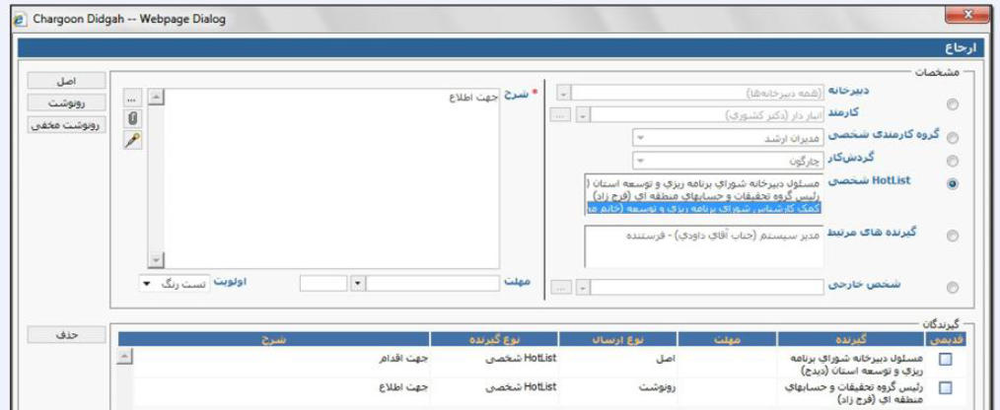 Chargoon Didgah -- Webpage Dialog
ارجاع
مشخصات
دبیرخانه (همه دبیرخانه‌ها)
کارمند انبار دار (دکتر کشوری)
گروه کارمندی شخصی مدیران ارشد
گردش‌کار چارگون
HotList شخصی مسئول دبیرخانه شورای برنامه ریزی و توسعه استان (
رئیس گروه تحقیقات و حسابهای منطقه ای (فرج زاد)
کمک کارشناس شورای برنامه ریزی و توسعه (خانم مه
گیرنده های مرتبط مدیر سیستم (جناب آقای داودی) - فرستنده
شخص خارجی
* شرح جهت اطلاع
مهلت
اولویت تست رنگ
...
اصل
رونوشت
رونوشت مخفی
گیرندگان
حذف
قدیمی گیرنده مهلت نوع ارسال نوع گیرنده شرح
مسئول دبیرخانه شورای برنامه اصل HotList شخصی جهت اقدام
ریزی و توسعه استان (دیدج)
رئیس گروه تحقیقات و حسابهای رونوشت HotList شخصی جهت اطلاع
منطقه ای (فرج زاد)